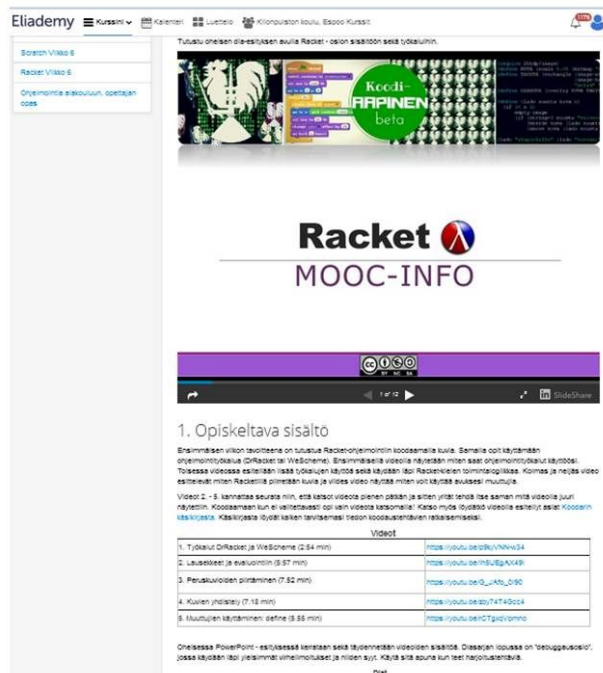 Eliademy Kurssini Kalenteri Luettelo Kilonpuiston koulu, Espoo Kurssit
Scratch Viikko 6
Racket Viikko 6
Ohjelmointia alakouluun, opettajan
opas
Tutustu oheisen dia-esityksen avulla Racket - osion sisältöön sekä työkaluihin.
Koodi-
AAPINEN
beta
Racket
MOOC-INFO
BY NC SA
1 of 12
SlideShare
1. Opiskeltava sisältö
Ensimmäisen viikon tavoitteena on tutustua Racket-ohjelmointiin koodaamalla kuvia. Samalla opit käyttämään
ohjelmointityökalua (DrRacket tai WeScheme). Ensimmäisellä videolla näytetään miten saat ohjelmointityökalut käyttöösi.
Toisessa videossa esitellään lisää työkalujen käyttöä sekä käydään läpi Racket-kielen toimintalogiikkaa. Kolmas ja neljäs video
esittelevät miten Racketillä piirretään kuvia ja viides video näyttää miten voit käyttää avuksesi muuttujia.
Videot 2. - 5. kannattaa seurata niin, että katsot videota pienen pätkän ja sitten yrität tehdä itse saman mitä videolla juuri
näytettiin. Koodaamaan kun ei valitettavasti opi vain videota katsomalla! Katso myös löydätkö videolla esitellyt asiat Koodarin
käsikirjasta. Käsikirjasta löydät kaiken tarvitsemasi tiedon koodaustehtävien ratkaisemiseksi.
Videot
1. Työkalut DrRacket ja WeScheme (2:54 min)
2. Lausekkeet ja evaluointi (5:57 min)
3. Peruskuvioiden piirtäminen (7.52 min)
4. Kuvien yhdistely (7.18 min)
5. Muuttujien käyttäminen: define (5.55 min)
Oheisessa PowerPoint - esityksessä kerrataan sekä täydennetään videoiden sisältöä. Diasarjan lopussa on "debuggausosio",
jossa käydään läpi yleisimmät virheilmoitukset ja niiden syyt. Käytä sitä apuna kun teet harjoitustehtäviä.